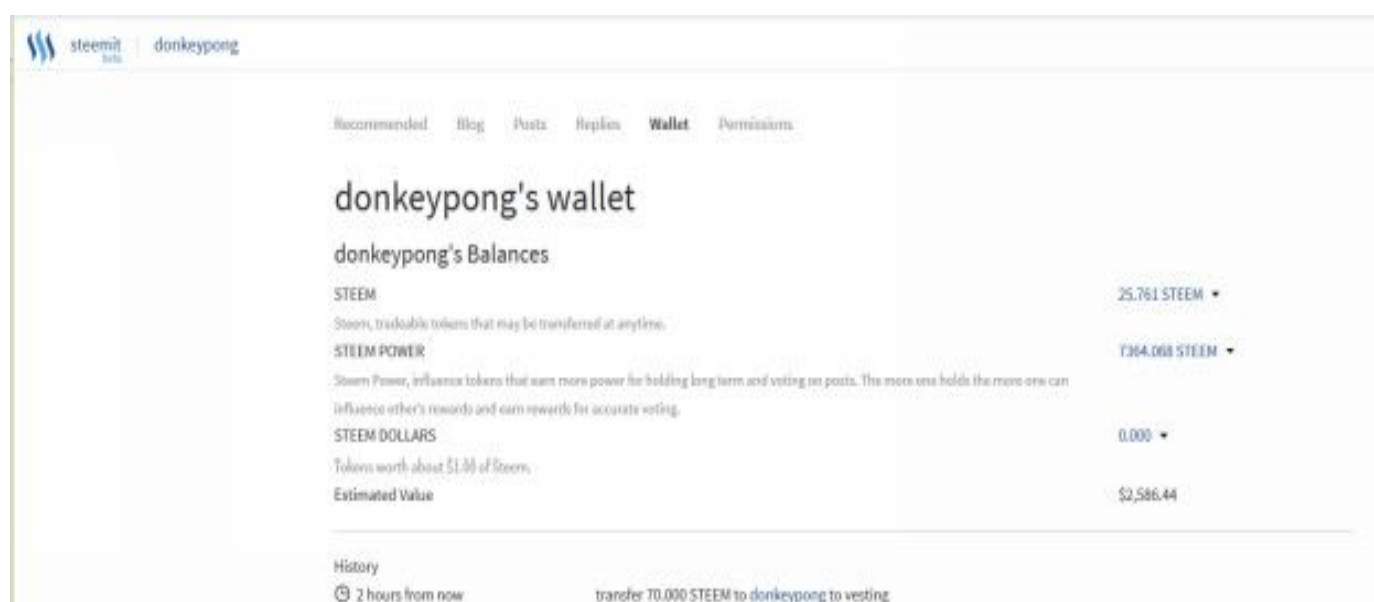 steemit donkeypong
beta
Recommended Blog Posts Replies Wallet Permissions
donkeypong's wallet
donkeypong's Balances
STEEM 25.761 STEEM
Steem, tradeable tokens that may be transferred at anytime.
STEEM POWER 7364.068 STEEM
Steem Power, influence tokens that earn more power for holding long term and voting on posts. The more one holds the more one can
influence other's rewards and earn rewards for accurate voting.
STEEM DOLLARS 0.000
Tokens worth about $1.00 of Steem.
Estimated Value $2,586.44
History
2 hours from now transfer 70.000 STEEM to donkeypong to vesting